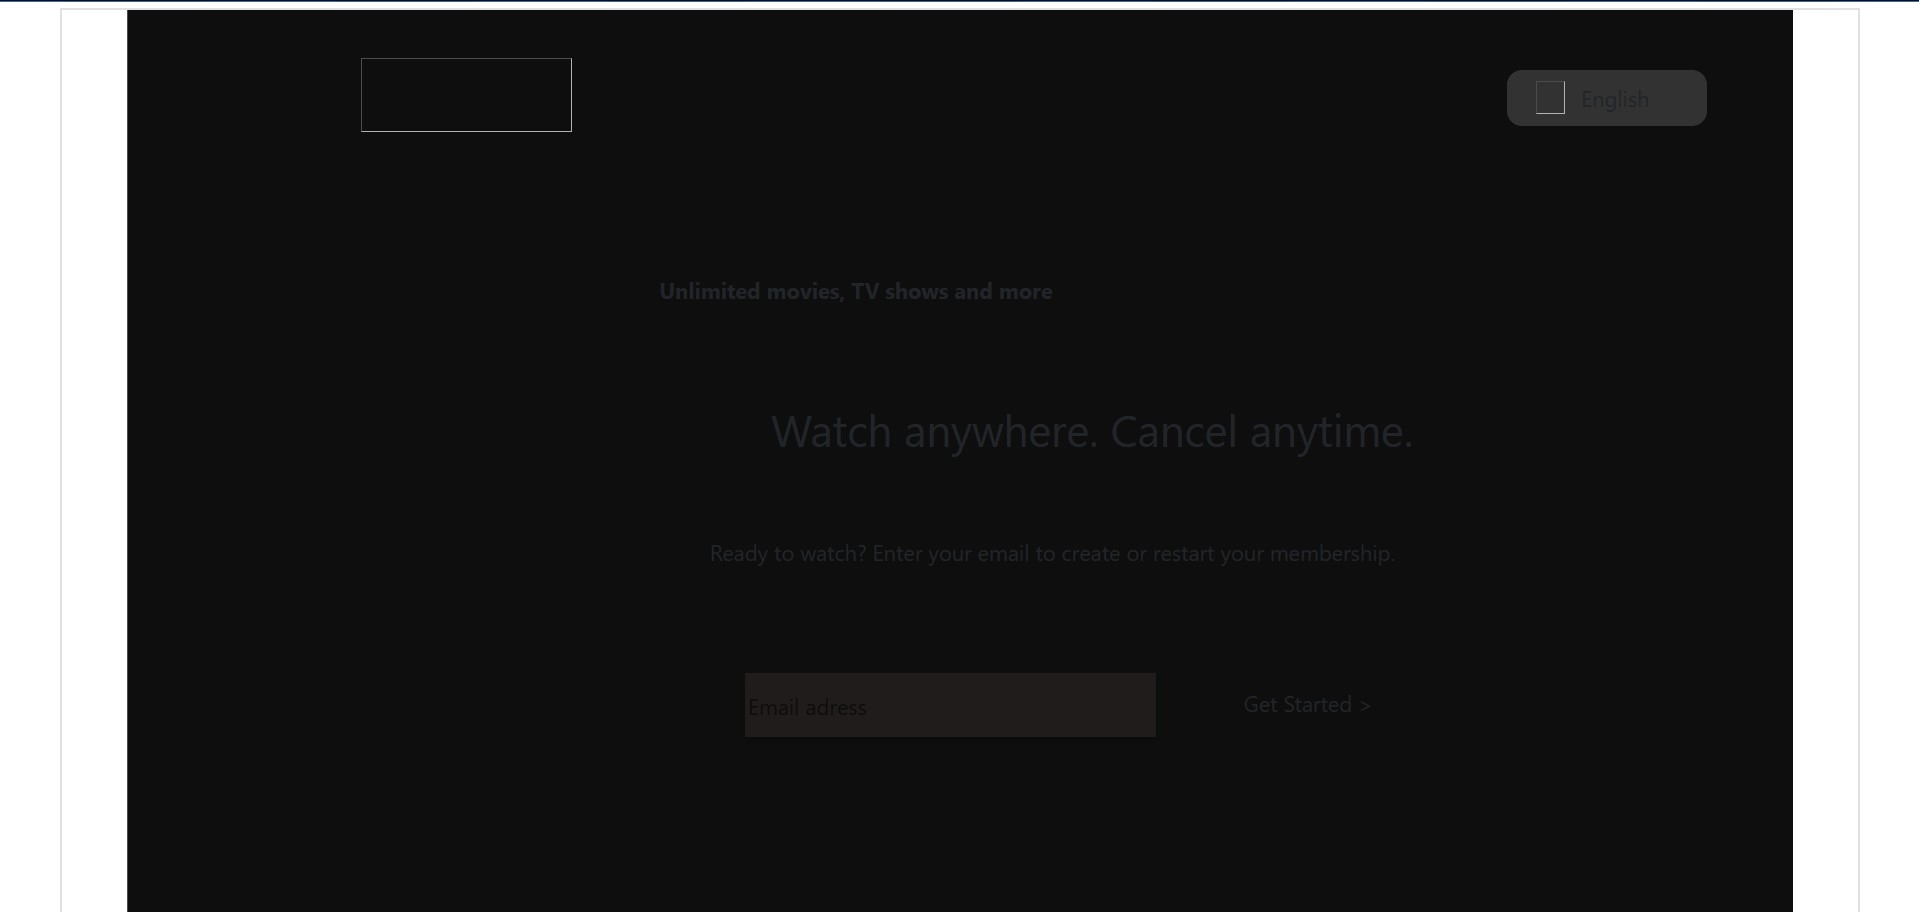 English
Unlimited movies, TV shows and more
Watch anywhere. Cancel anytime.
Ready to watch? Enter your email to create or restart your membership.
Email adress
Get Started >